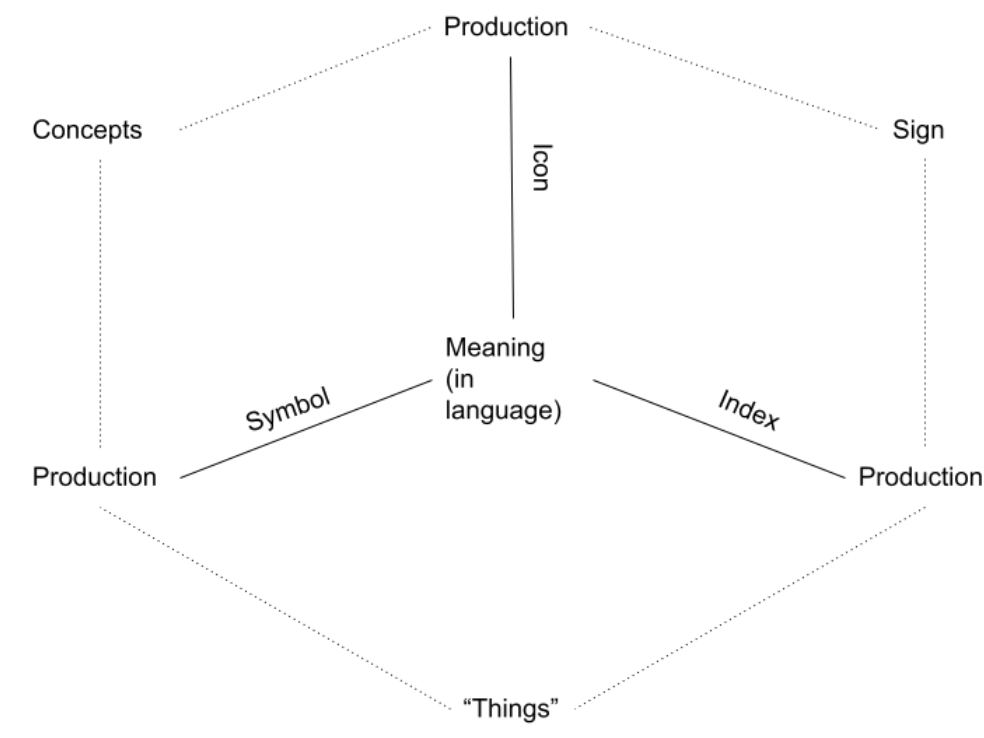 Production
Concepts
Sign
Icon
Meaning
(in
language)
Symbol
Index
Production
Production
“Things”